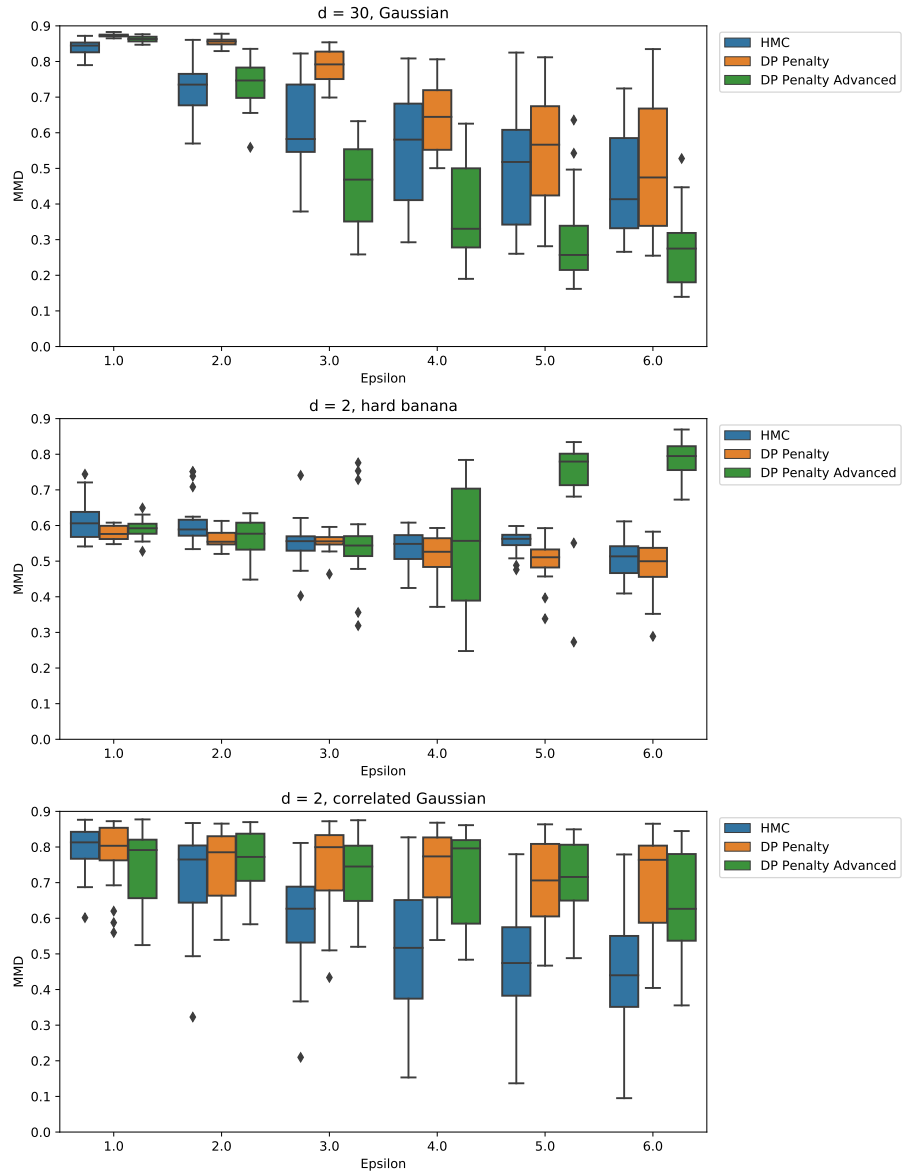 d = 30, Gaussian
0.9
0.8
0.7
0.6
0.5
0.4
0.3
0.2
0.1
0.0
MMD
1.0 2.0 3.0 4.0 5.0 6.0
Epsilon
HMC
DP Penalty
DP Penalty Advanced
d = 2, hard banana
0.9
0.8
0.7
0.6
0.5
0.4
0.3
0.2
0.1
0.0
MMD
1.0 2.0 3.0 4.0 5.0 6.0
Epsilon
HMC
DP Penalty
DP Penalty Advanced
d = 2, correlated Gaussian
0.9
0.8
0.7
0.6
0.5
0.4
0.3
0.2
0.1
0.0
MMD
1.0 2.0 3.0 4.0 5.0 6.0
Epsilon
HMC
DP Penalty
DP Penalty Advanced